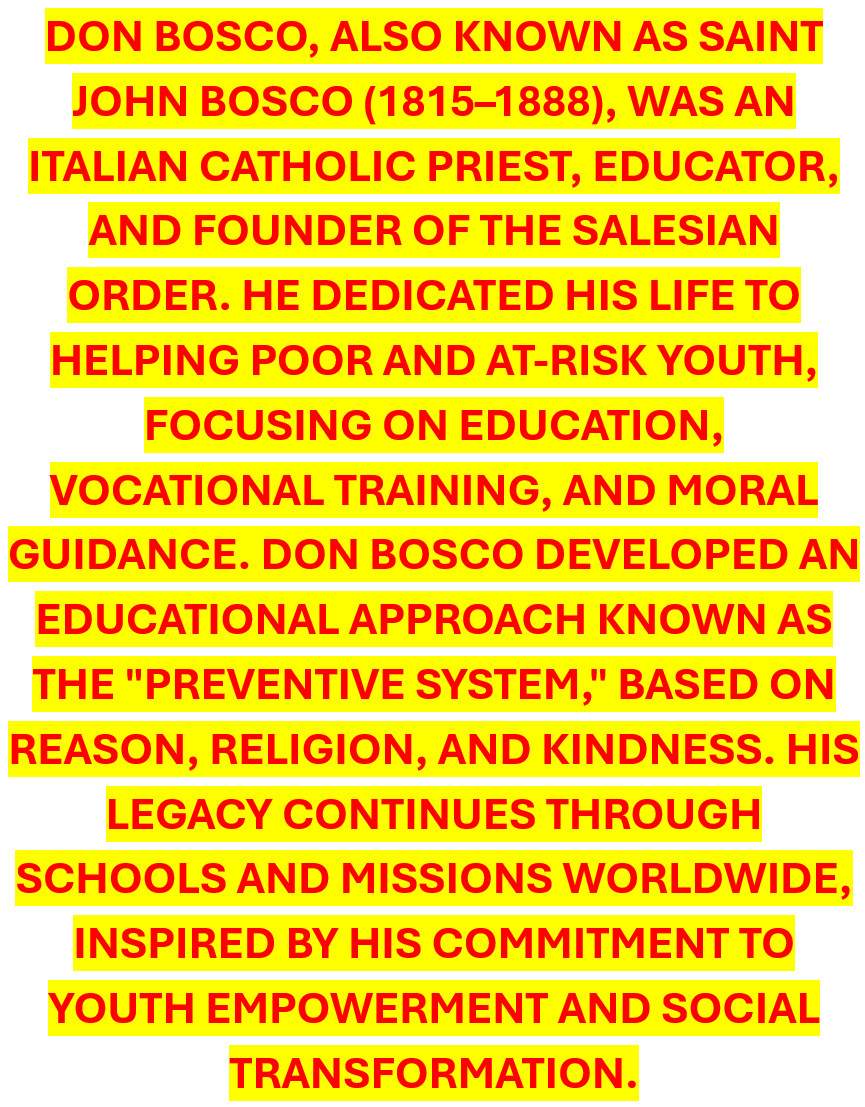 DON BOSCO, ALSO KNOWN AS SAINT
JOHN BOSCO (1815–1888), WAS AN
ITALIAN CATHOLIC PRIEST, EDUCATOR,
AND FOUNDER OF THE SALESIAN
ORDER. HE DEDICATED HIS LIFE TO
HELPING POOR AND AT-RISK YOUTH,
FOCUSING ON EDUCATION,
VOCATIONAL TRAINING, AND MORAL
GUIDANCE. DON BOSCO DEVELOPED AN
EDUCATIONAL APPROACH KNOWN AS
THE "PREVENTIVE SYSTEM," BASED ON
REASON, RELIGION, AND KINDNESS. HIS
LEGACY CONTINUES THROUGH
SCHOOLS AND MISSIONS WORLDWIDE,
INSPIRED BY HIS COMMITMENT TO
YOUTH EMPOWERMENT AND SOCIAL
TRANSFORMATION.